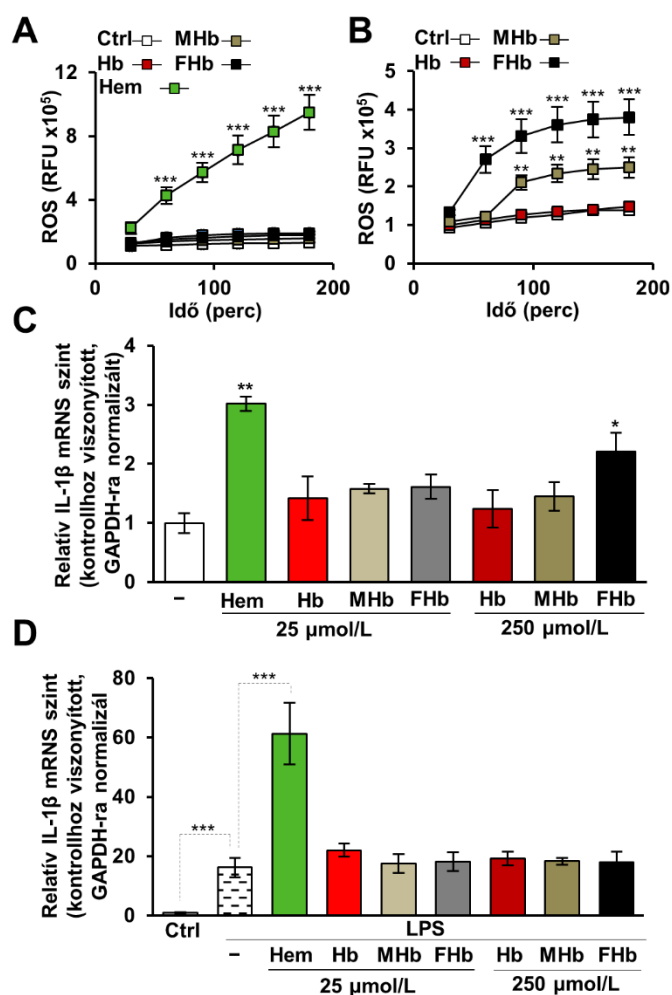 A
Ctrl MHb
Hb FHb
Hem
ROS (RFU x10⁵)
12
8
4
0
*** *** *** *** ***
0 100 200
Idő (perc)
B
Ctrl MHb
Hb FHb
ROS (RFU x10⁵)
5
4
3
2
1
0
*** *** *** *** ***
** ** ** **
0 100 200
Idő (perc)
C
Relatív IL-1β mRNS szint
(kontrollhoz viszonyított,
GAPDH-ra normalizált)
4
3
2
1
0
** *
– Hem Hb MHb FHb Hb MHb FHb
25 µmol/L 250 µmol/L
D
Relatív IL-1β mRNS szint
(kontrollhoz viszonyított,
GAPDH-ra normalizál
80
60
40
20
0
***
***
Ctrl LPS
– Hem Hb MHb FHb Hb MHb FHb
25 µmol/L 250 µmol/L